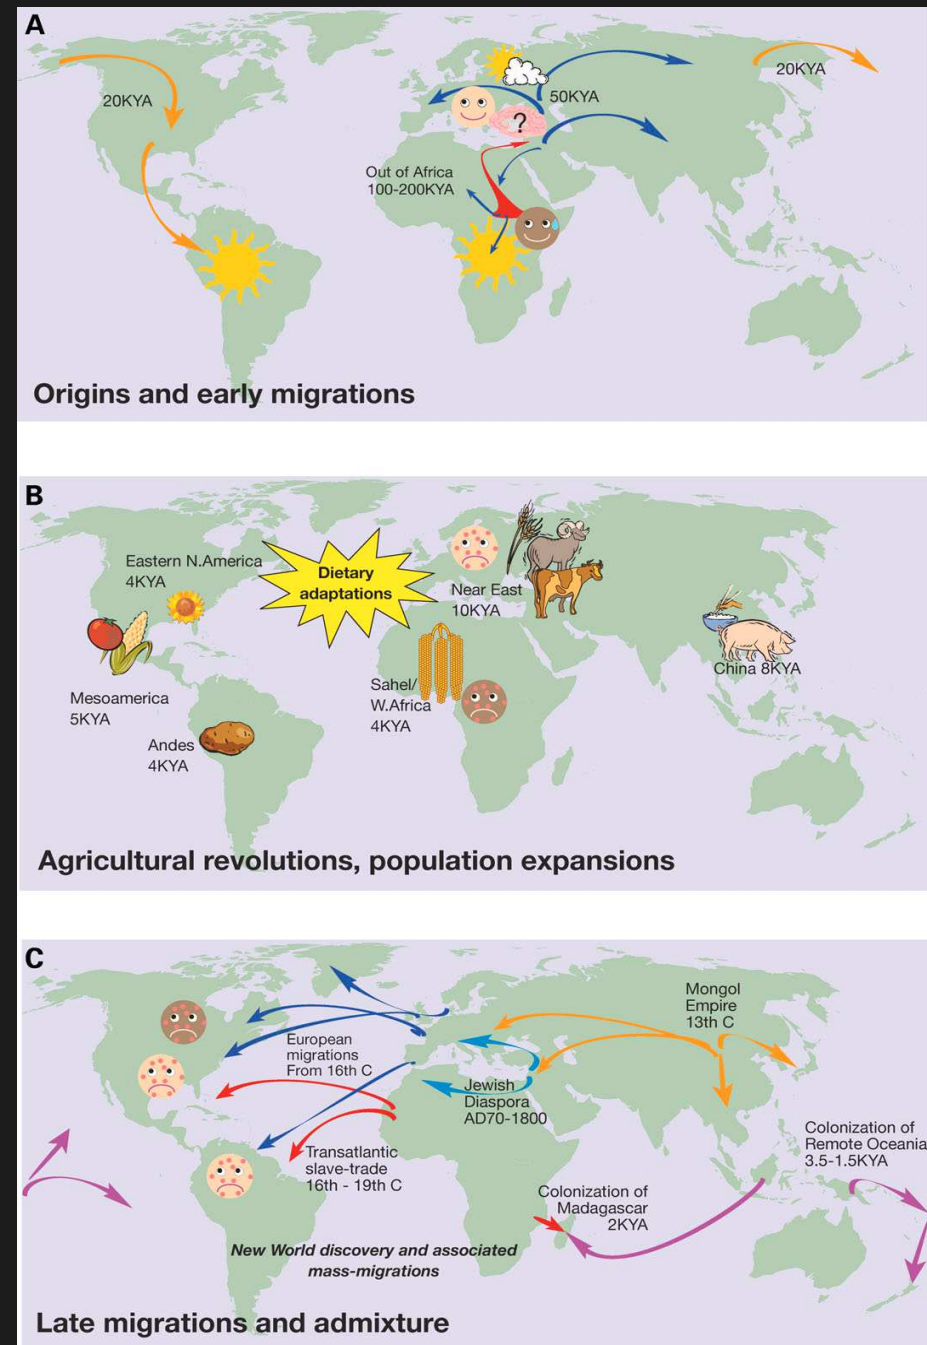 A
20KYA
50KYA
20KYA
?
Out of Africa
100-200KYA
Origins and early migrations
B
Eastern N.America
4KYA
Dietary
adaptations
Near East
10KYA
China 8KYA
Mesoamerica
5KYA
Sahel/
W.Africa
4KYA
Andes
4KYA
Agricultural revolutions, population expansions
C
Mongol
Empire
13th C
European
migrations
From 16th C
Jewish
Diaspora
AD70-1800
Colonization of
Remote Oceania
3.5-1.5KYA
Transatlantic
slave-trade
16th - 19th C
Colonization of
Madagascar
2KYA
New World discovery and associated
mass-migrations
Late migrations and admixture